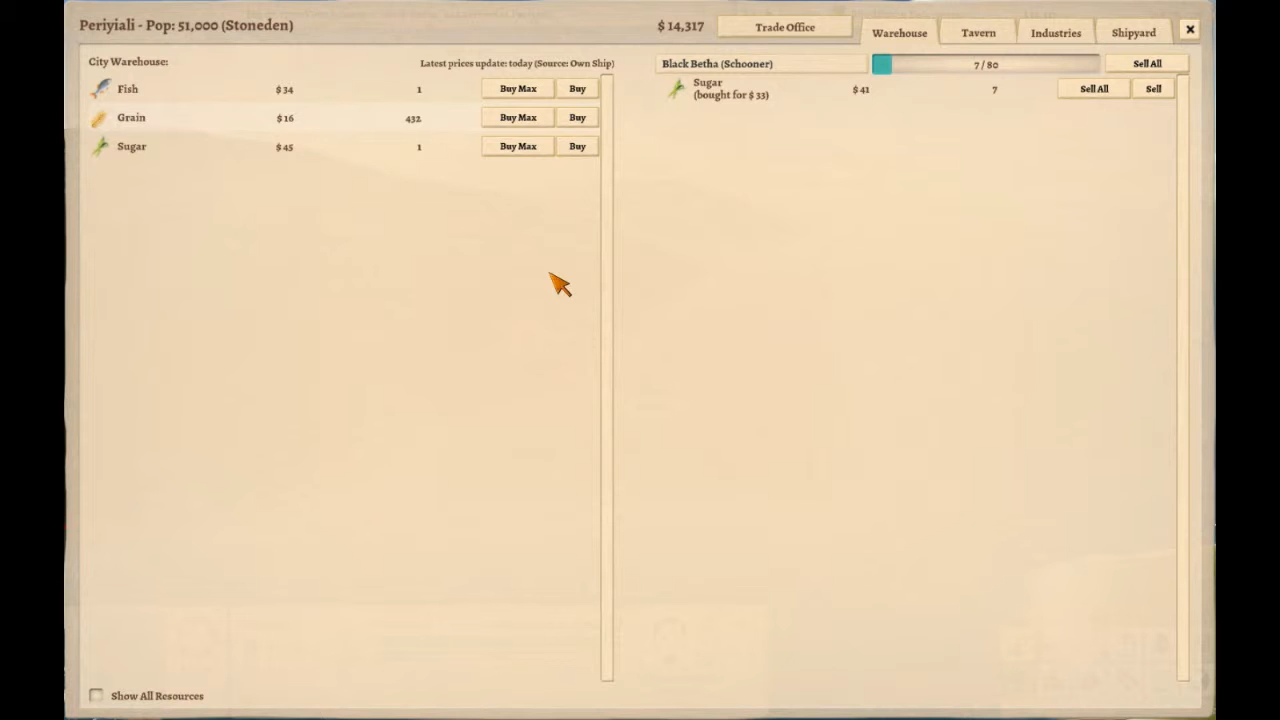 Periyiali - Pop: 51,000 (Stoneden)
$ 14,317
Trade Office
Warehouse
Tavern
Industries
Shipyard
City Warehouse:
Latest prices update: today (Source: Own Ship)
Fish $ 34 1 Buy Max Buy
Grain $ 16 432 Buy Max Buy
Sugar $ 45 1 Buy Max Buy
Black Betha (Schooner)
7 / 80
Sell All
Sugar
(bought for $ 33)
$ 41 7 Sell All Sell
Show All Resources